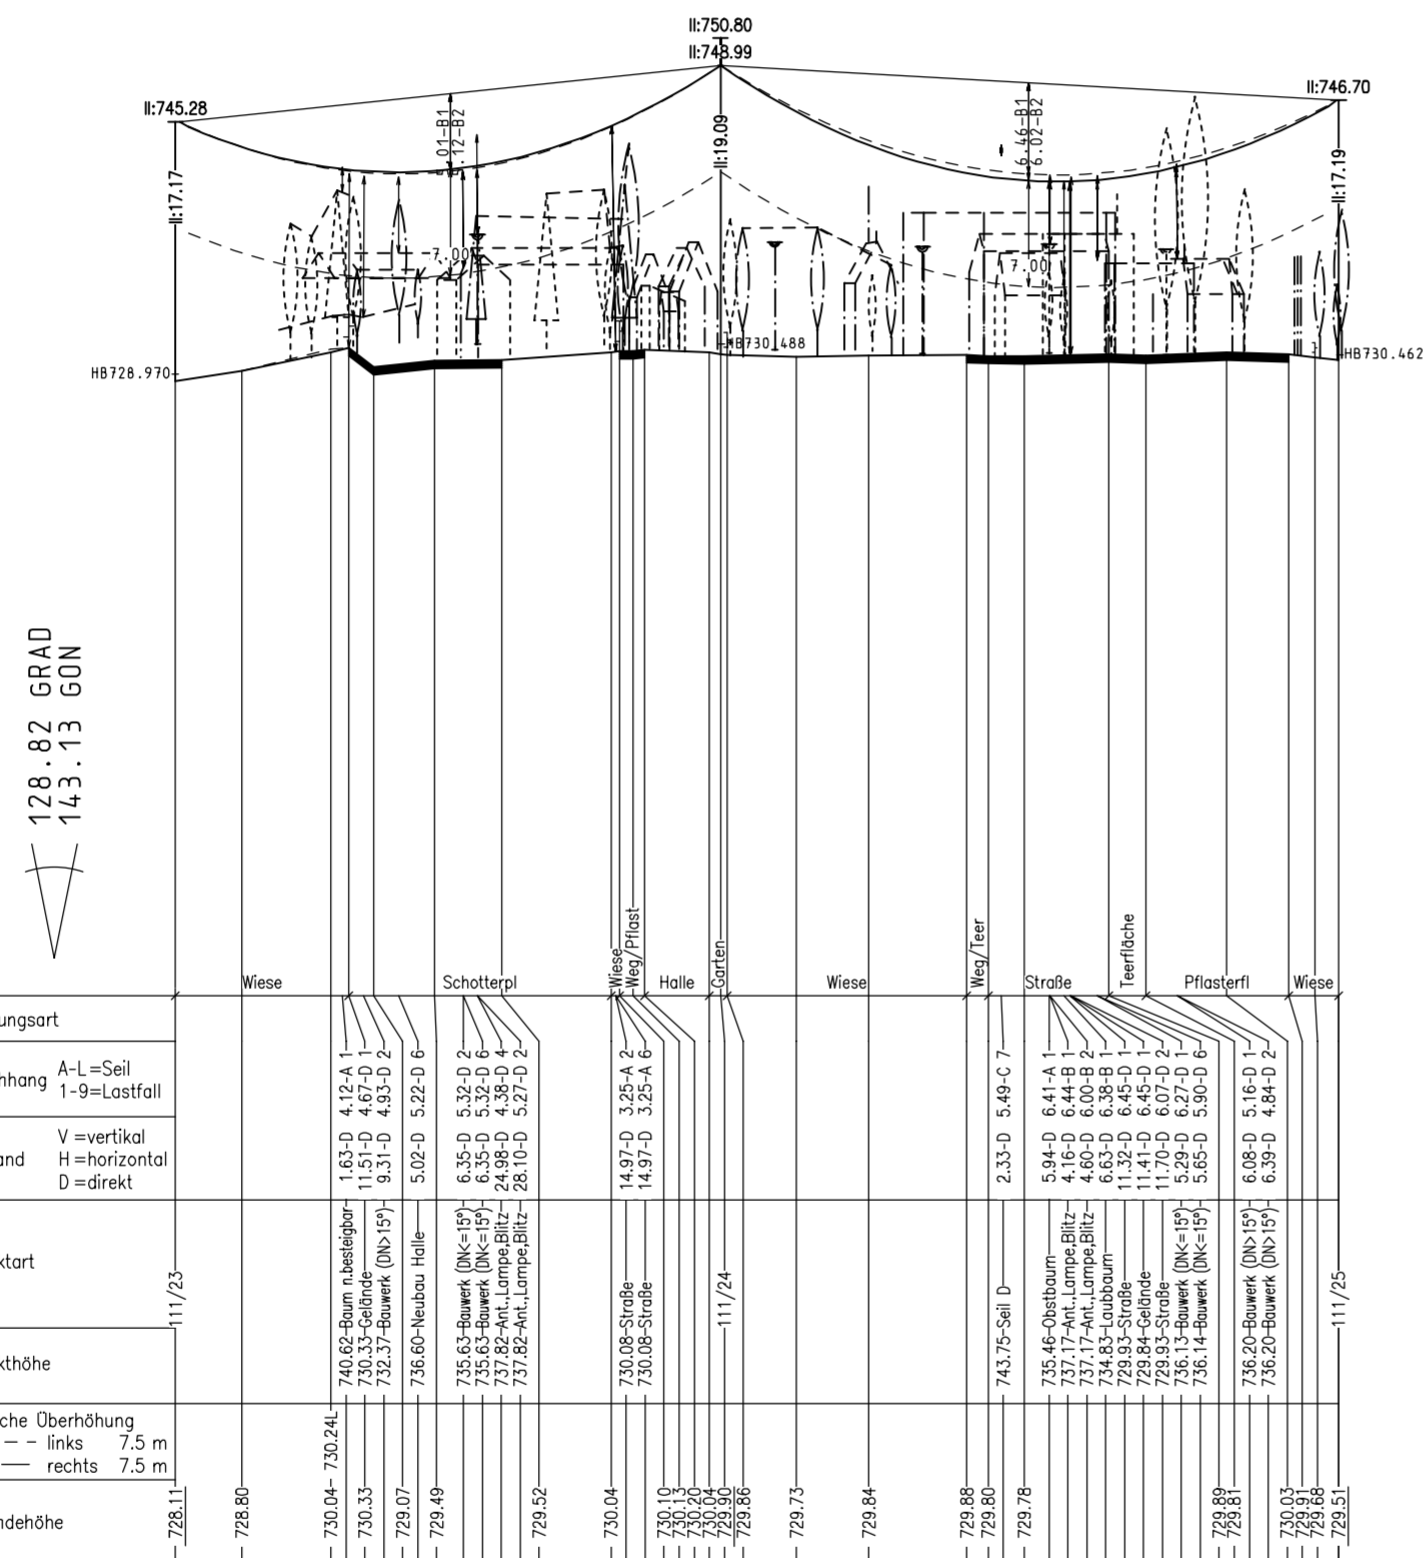 II:750.80
II:748.99
II:746.70
II:745.28
II:17.17
II:19.09
II:17.19
.01-B1
.12-B2
6.46-B1
6.02-B2
7.00
7.00
HB728.970
HB730.488
HB730.462
128.82 GRAD
143.13 GON
Wiese
Schotterpl
Wiese
Weg/Pflast
Halle
Garten
Wiese
Weg/Teer
Straße
Teerfläche
Pflasterfl
Wiese
ungsart
hhang
A-L=Seil
1-9=Lastfall
4.12-A 1
4.67-D 1
4.93-D 2
5.22-D 6
5.32-D 2
5.32-D 6
4.38-D 4
5.27-D 2
3.25-A 2
3.25-A 6
5.49-C 7
6.41-A 1
6.44-B 1
6.00-B 2
6.38-B 1
6.45-D 1
6.45-D 1
6.07-D 2
6.27-D 1
5.90-D 6
5.16-D 1
4.84-D 2
and
V =vertikal
H =horizontal
D =direkt
1.63-D
11.51-D
9.31-D
5.02-D
6.35-D
6.35-D
24.98-D
28.10-D
14.97-D
14.97-D
2.33-D
5.94-D
4.16-D
4.60-D
6.63-D
11.32-D
11.41-D
11.70-D
5.29-D
5.65-D
6.08-D
6.39-D
ktart
kthöhe
111/23
740.62-Baum n.besteigbar
730.33-Gelände
732.37-Bauwerk (DN>15°)
736.60-Neubau Halle
735.63-Bauwerk (DN<=15°)
735.63-Bauwerk (DN<=15°)
737.82-Ant.,Lampe,Blitz
737.82-Ant.,Lampe,Blitz
730.08-Straße
730.08-Straße
111/24
743.75-Seil D
735.46-Obstbaum
737.17-Ant.,Lampe,Blitz
737.17-Ant.,Lampe,Blitz
734.83-Laubbaum
729.93-Straße
729.84-Gelände
729.93-Straße
736.13-Bauwerk (DN<=15°)
736.14-Bauwerk (DN<=15°)
736.20-Bauwerk (DN>15°)
736.20-Bauwerk (DN>15°)
111/25
che Überhöhung
links 7.5 m
rechts 7.5 m
ndehöhe
728.11
728.80
730.04
730.24L
730.33
729.07
729.49
729.52
730.04
730.10
730.13
730.20
730.04
729.90
729.86
729.73
729.84
729.88
729.80
729.78
729.89
729.81
730.03
729.91
729.68
729.51